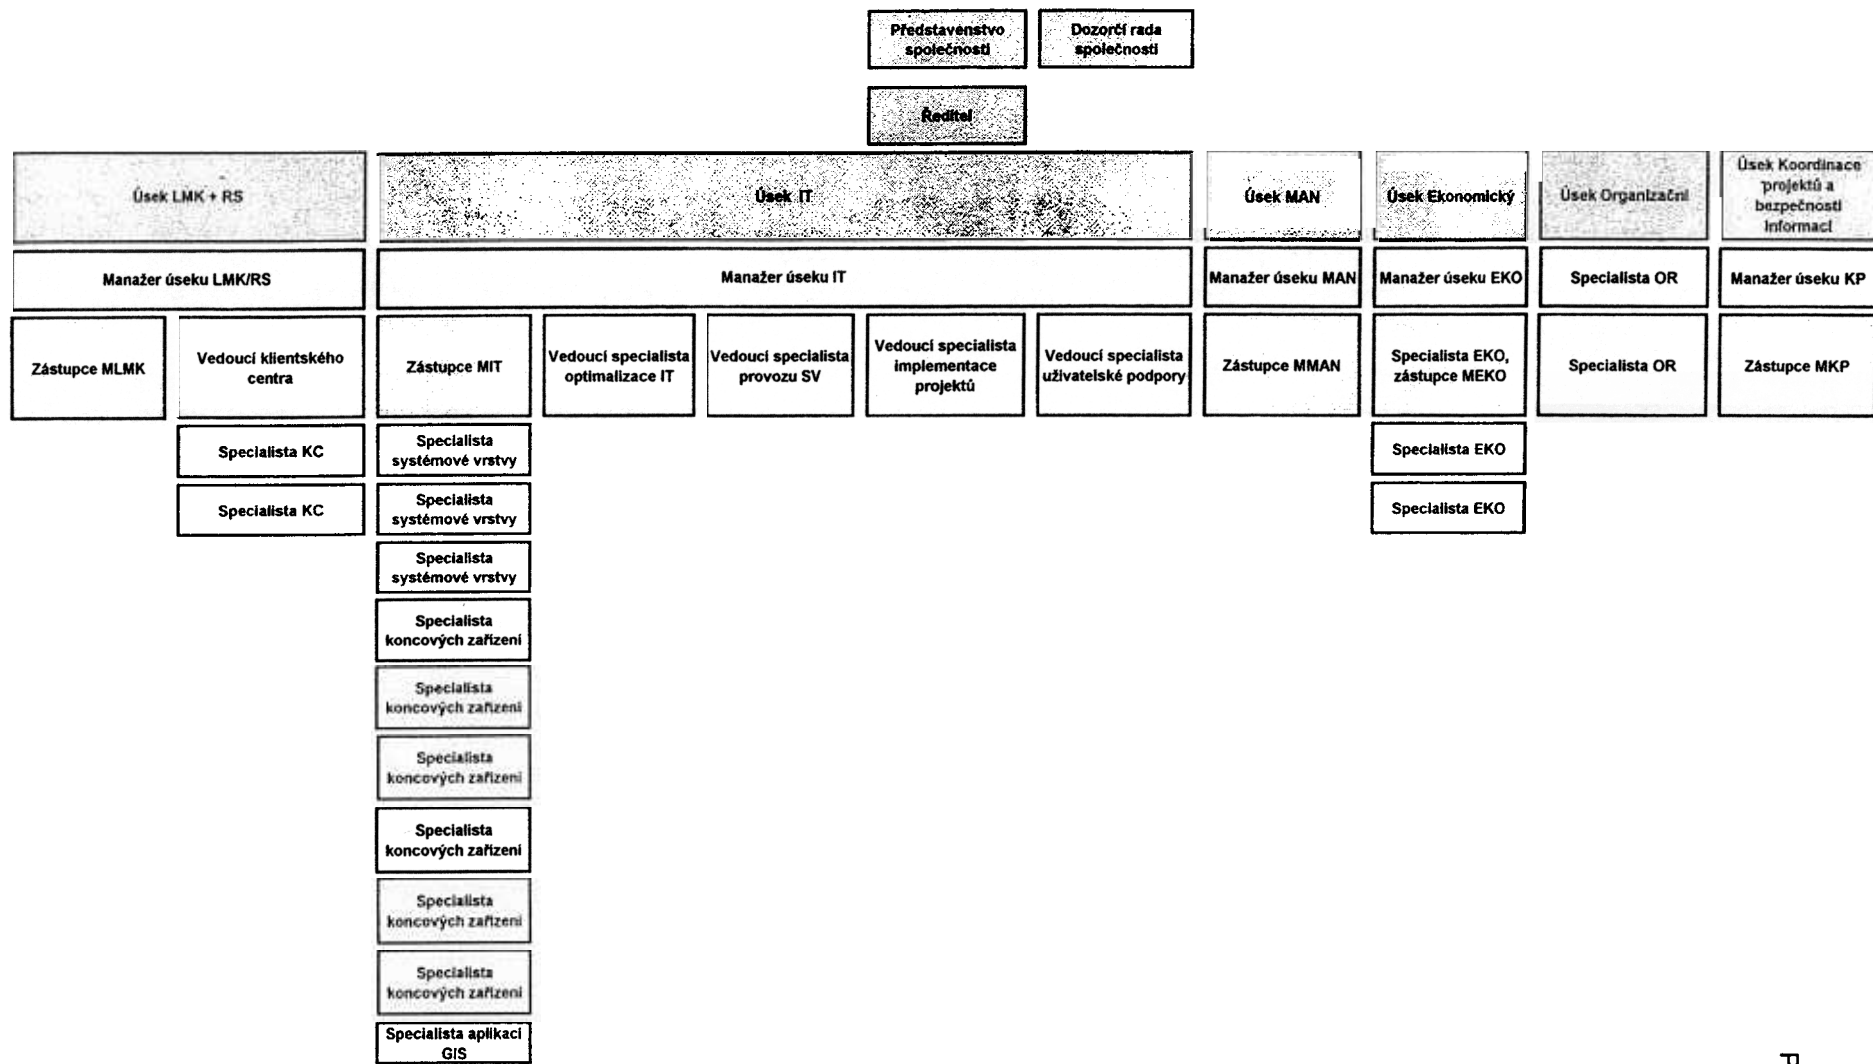 Představenstvo
společnosti
Dozorčí rada
společnosti
Ředitel
Úsek LMK + RS
Úsek IT
Úsek MAN
Úsek Ekonomický
Úsek Organizační
Úsek Koordinace
projektů a
bezpečnosti
Informací
Manažer úseku LMK/RS
Manažer úseku IT
Manažer úseku MAN
Manažer úseku EKO
Specialista OR
Manažer úseku KP
Zástupce MLMK
Vedoucí klientského
centra
Zástupce MIT
Vedoucí specialista
optimalizace IT
Vedoucí specialista
provozu SV
Vedoucí specialista
implementace
projektů
Vedoucí specialista
uživatelské podpory
Zástupce MMAN
Specialista EKO,
zástupce MEKO
Specialista OR
Zástupce MKP
Specialista KC
Specialista
systémové vrstvy
Specialista EKO
Specialista KC
Specialista
systémové vrstvy
Specialista EKO
Specialista
systémové vrstvy
Specialista
koncových zařízení
Specialista
koncových zařízení
Specialista
koncových zařízení
Specialista
koncových zařízení
Specialista
koncových zařízení
Specialista
koncových zařízení
Specialista aplikací
GIS